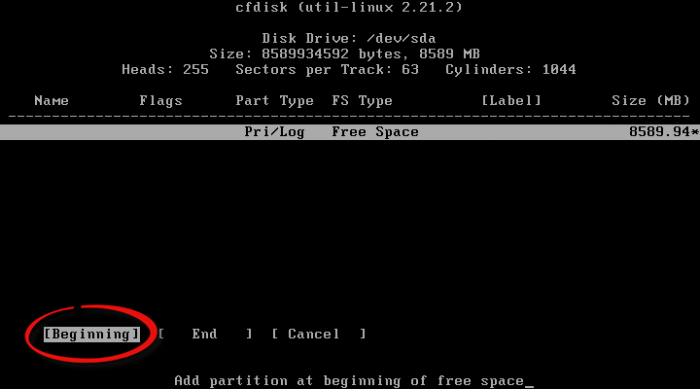 cfdisk (util-linux 2.21.2)
Disk Drive: /dev/sda
Size: 8589934592 bytes, 8589 MB
Heads: 255   Sectors per Track: 63   Cylinders: 1044
Name   Flags   Part Type   FS Type   [Label]   Size (MB)
--------------------------------------------------------------------------------
Pri/Log   Free Space   8589.94*
[Beginning]   [   End   ]   [ Cancel  ]
Add partition at beginning of free space_